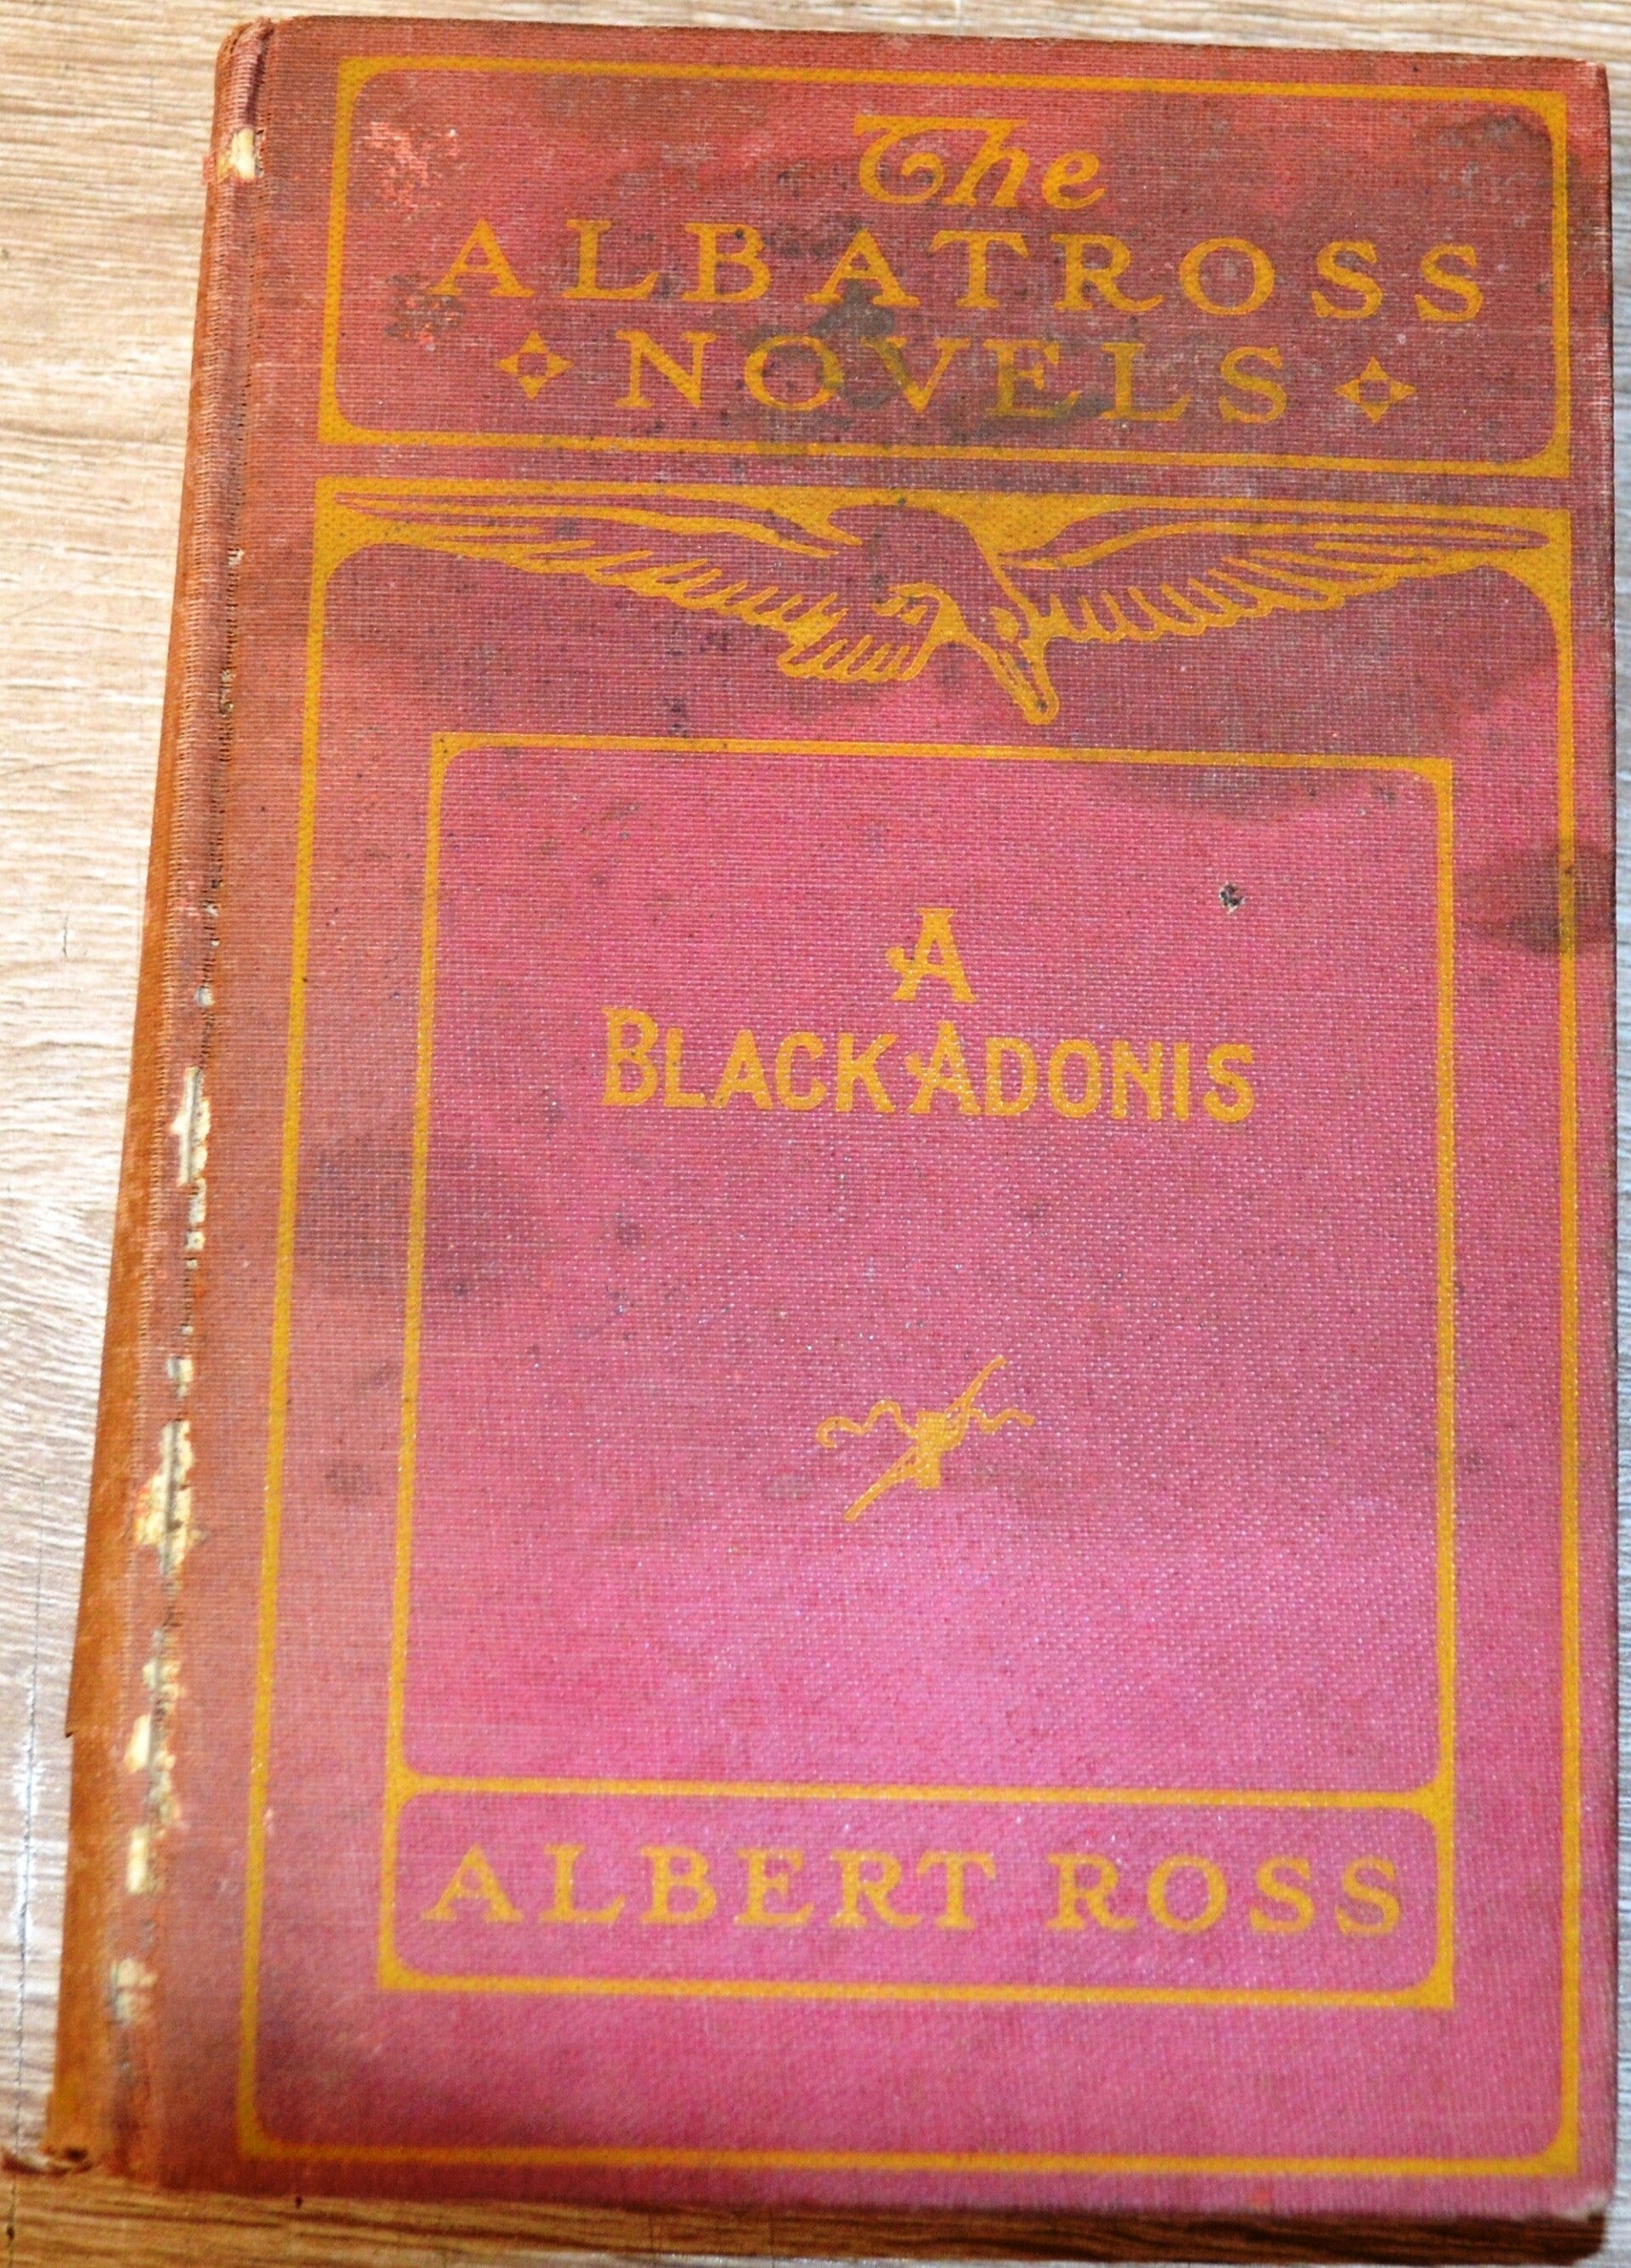 The
ALBATROSS
NOVELS
A
BLACK ADONIS
ALBERT ROSS